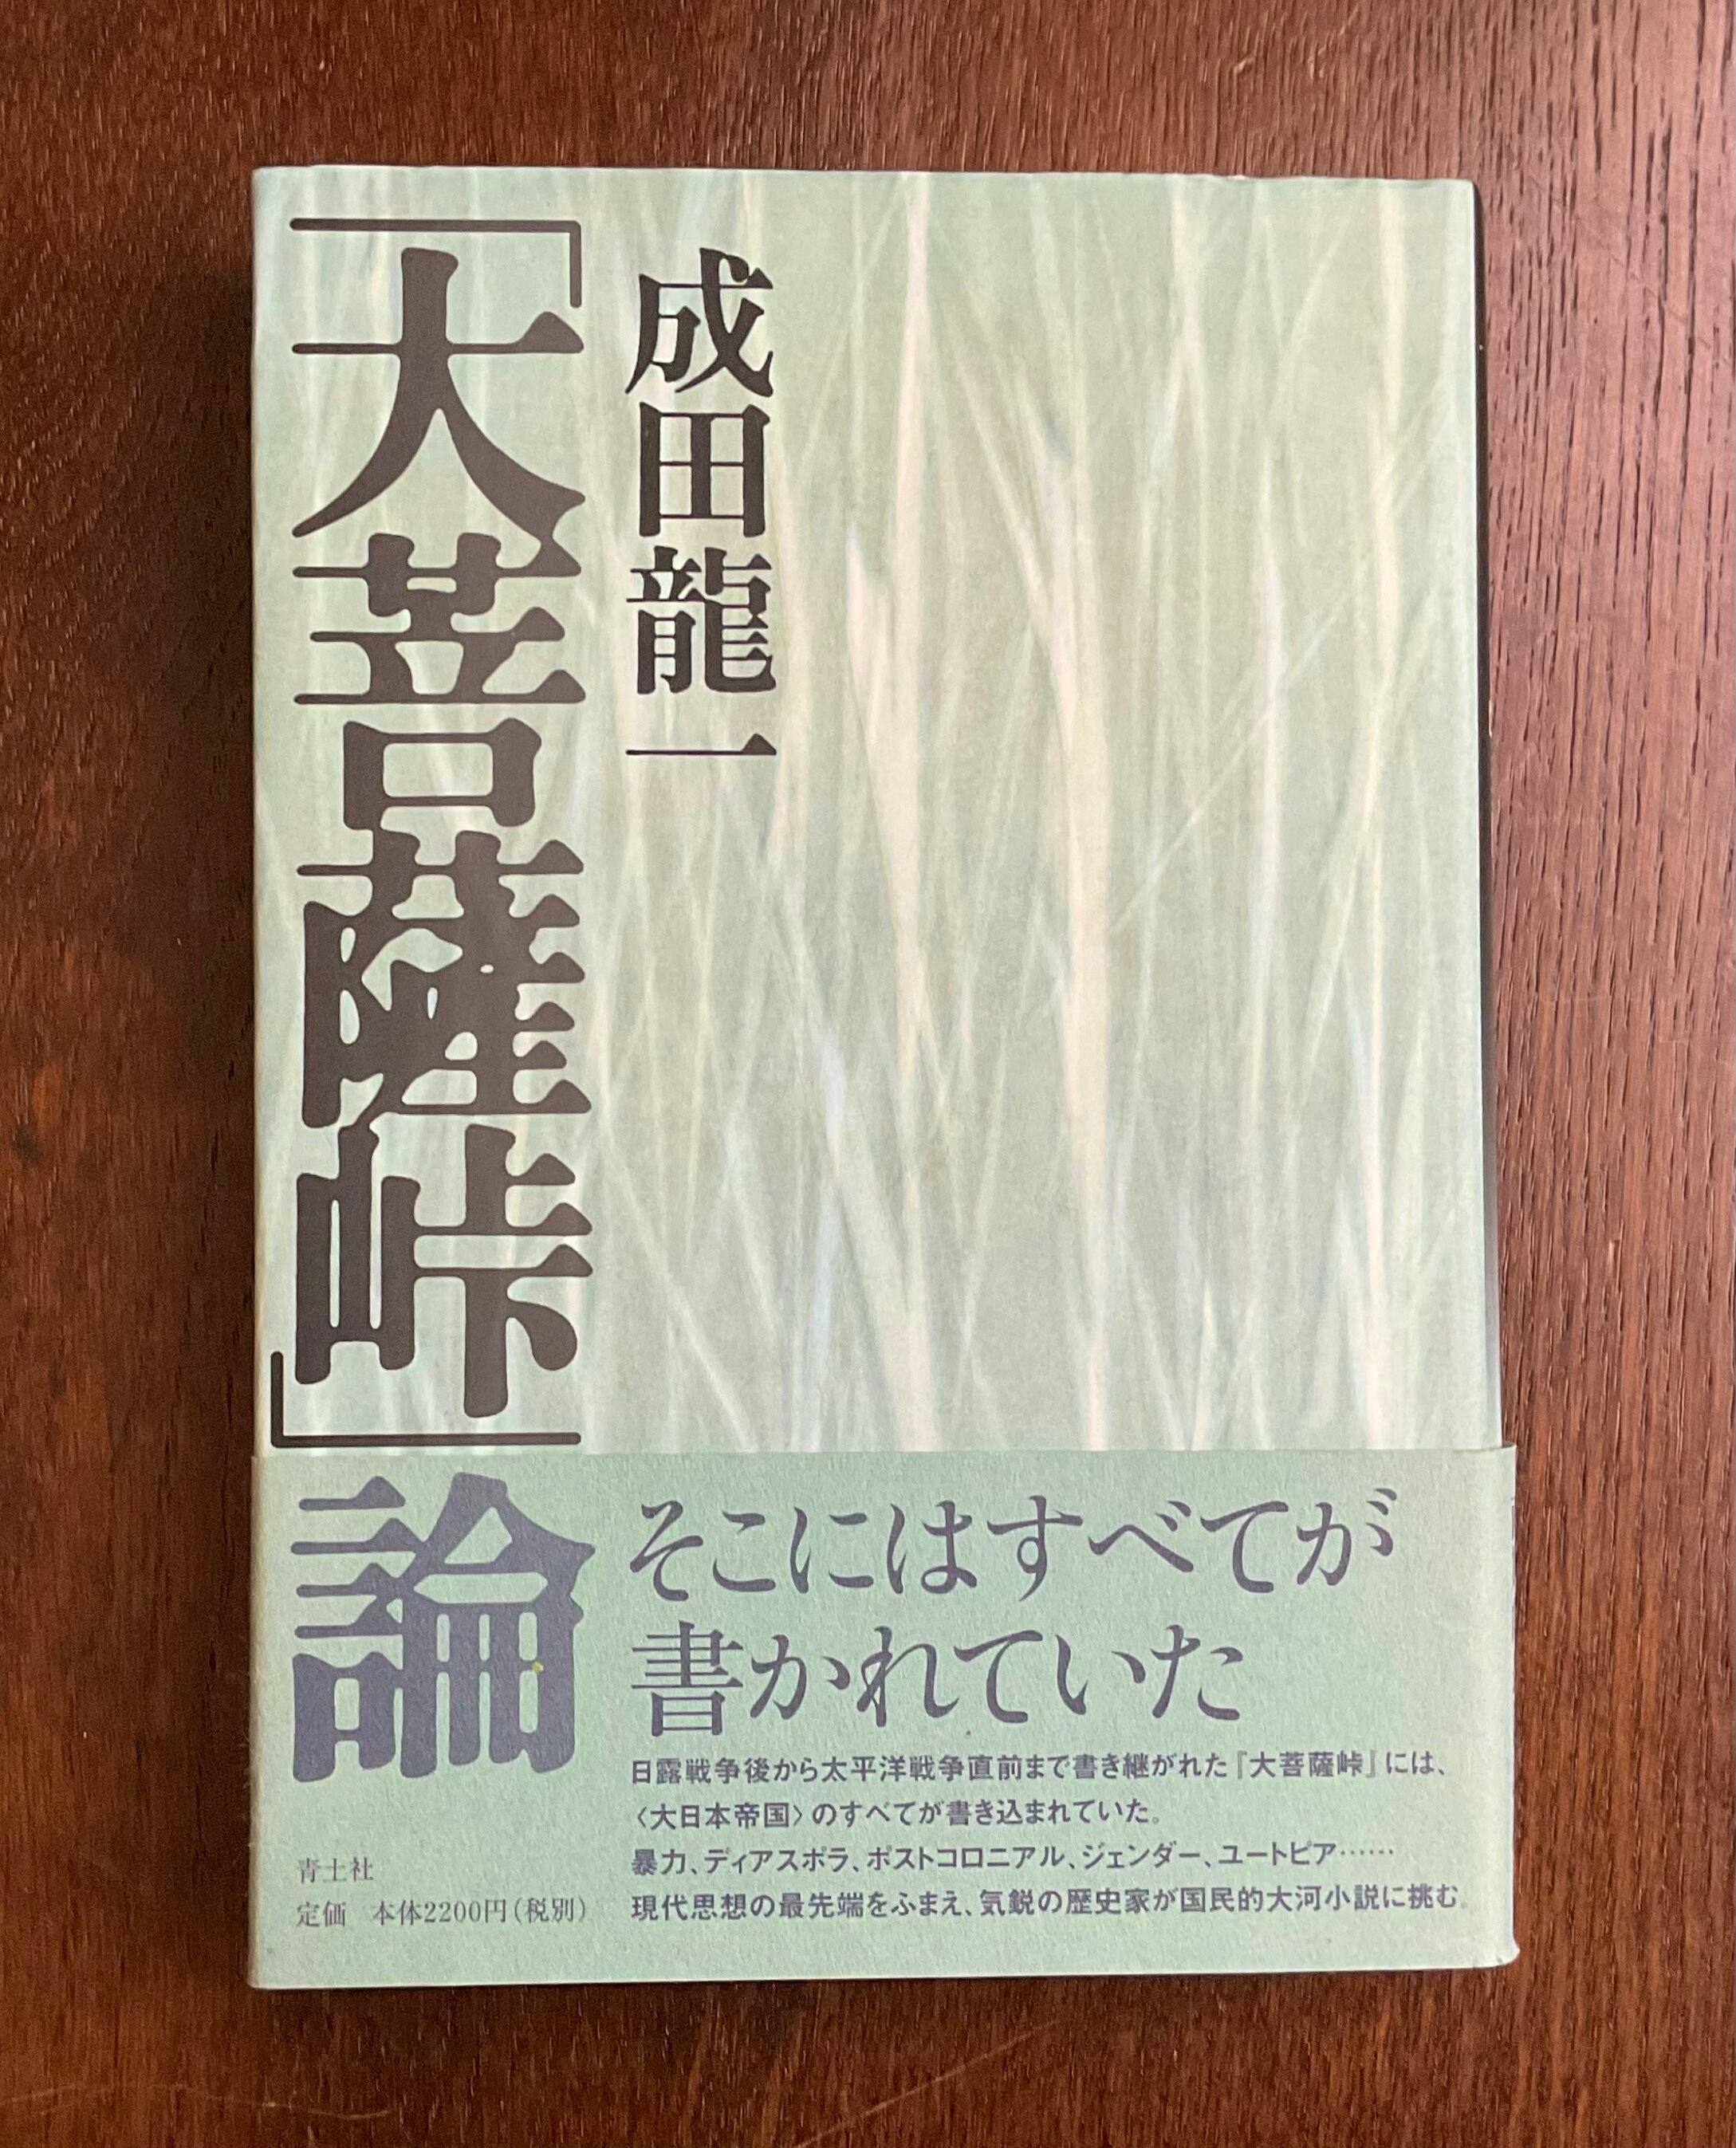 成田龍一
「大菩薩峠」論
そこにはすべてが
書かれていた
日露戦争後から太平洋戦争直前まで書き継がれた『大菩薩峠』には、
〈大日本帝国〉のすべてが書き込まれていた。
暴力、ディアスポラ、ポストコロニアル、ジェンダー、ユートピア……
現代思想の最先端をふまえ、気鋭の歴史家が国民的大河小説に挑む。
青土社
定価　本体2200円（税別）